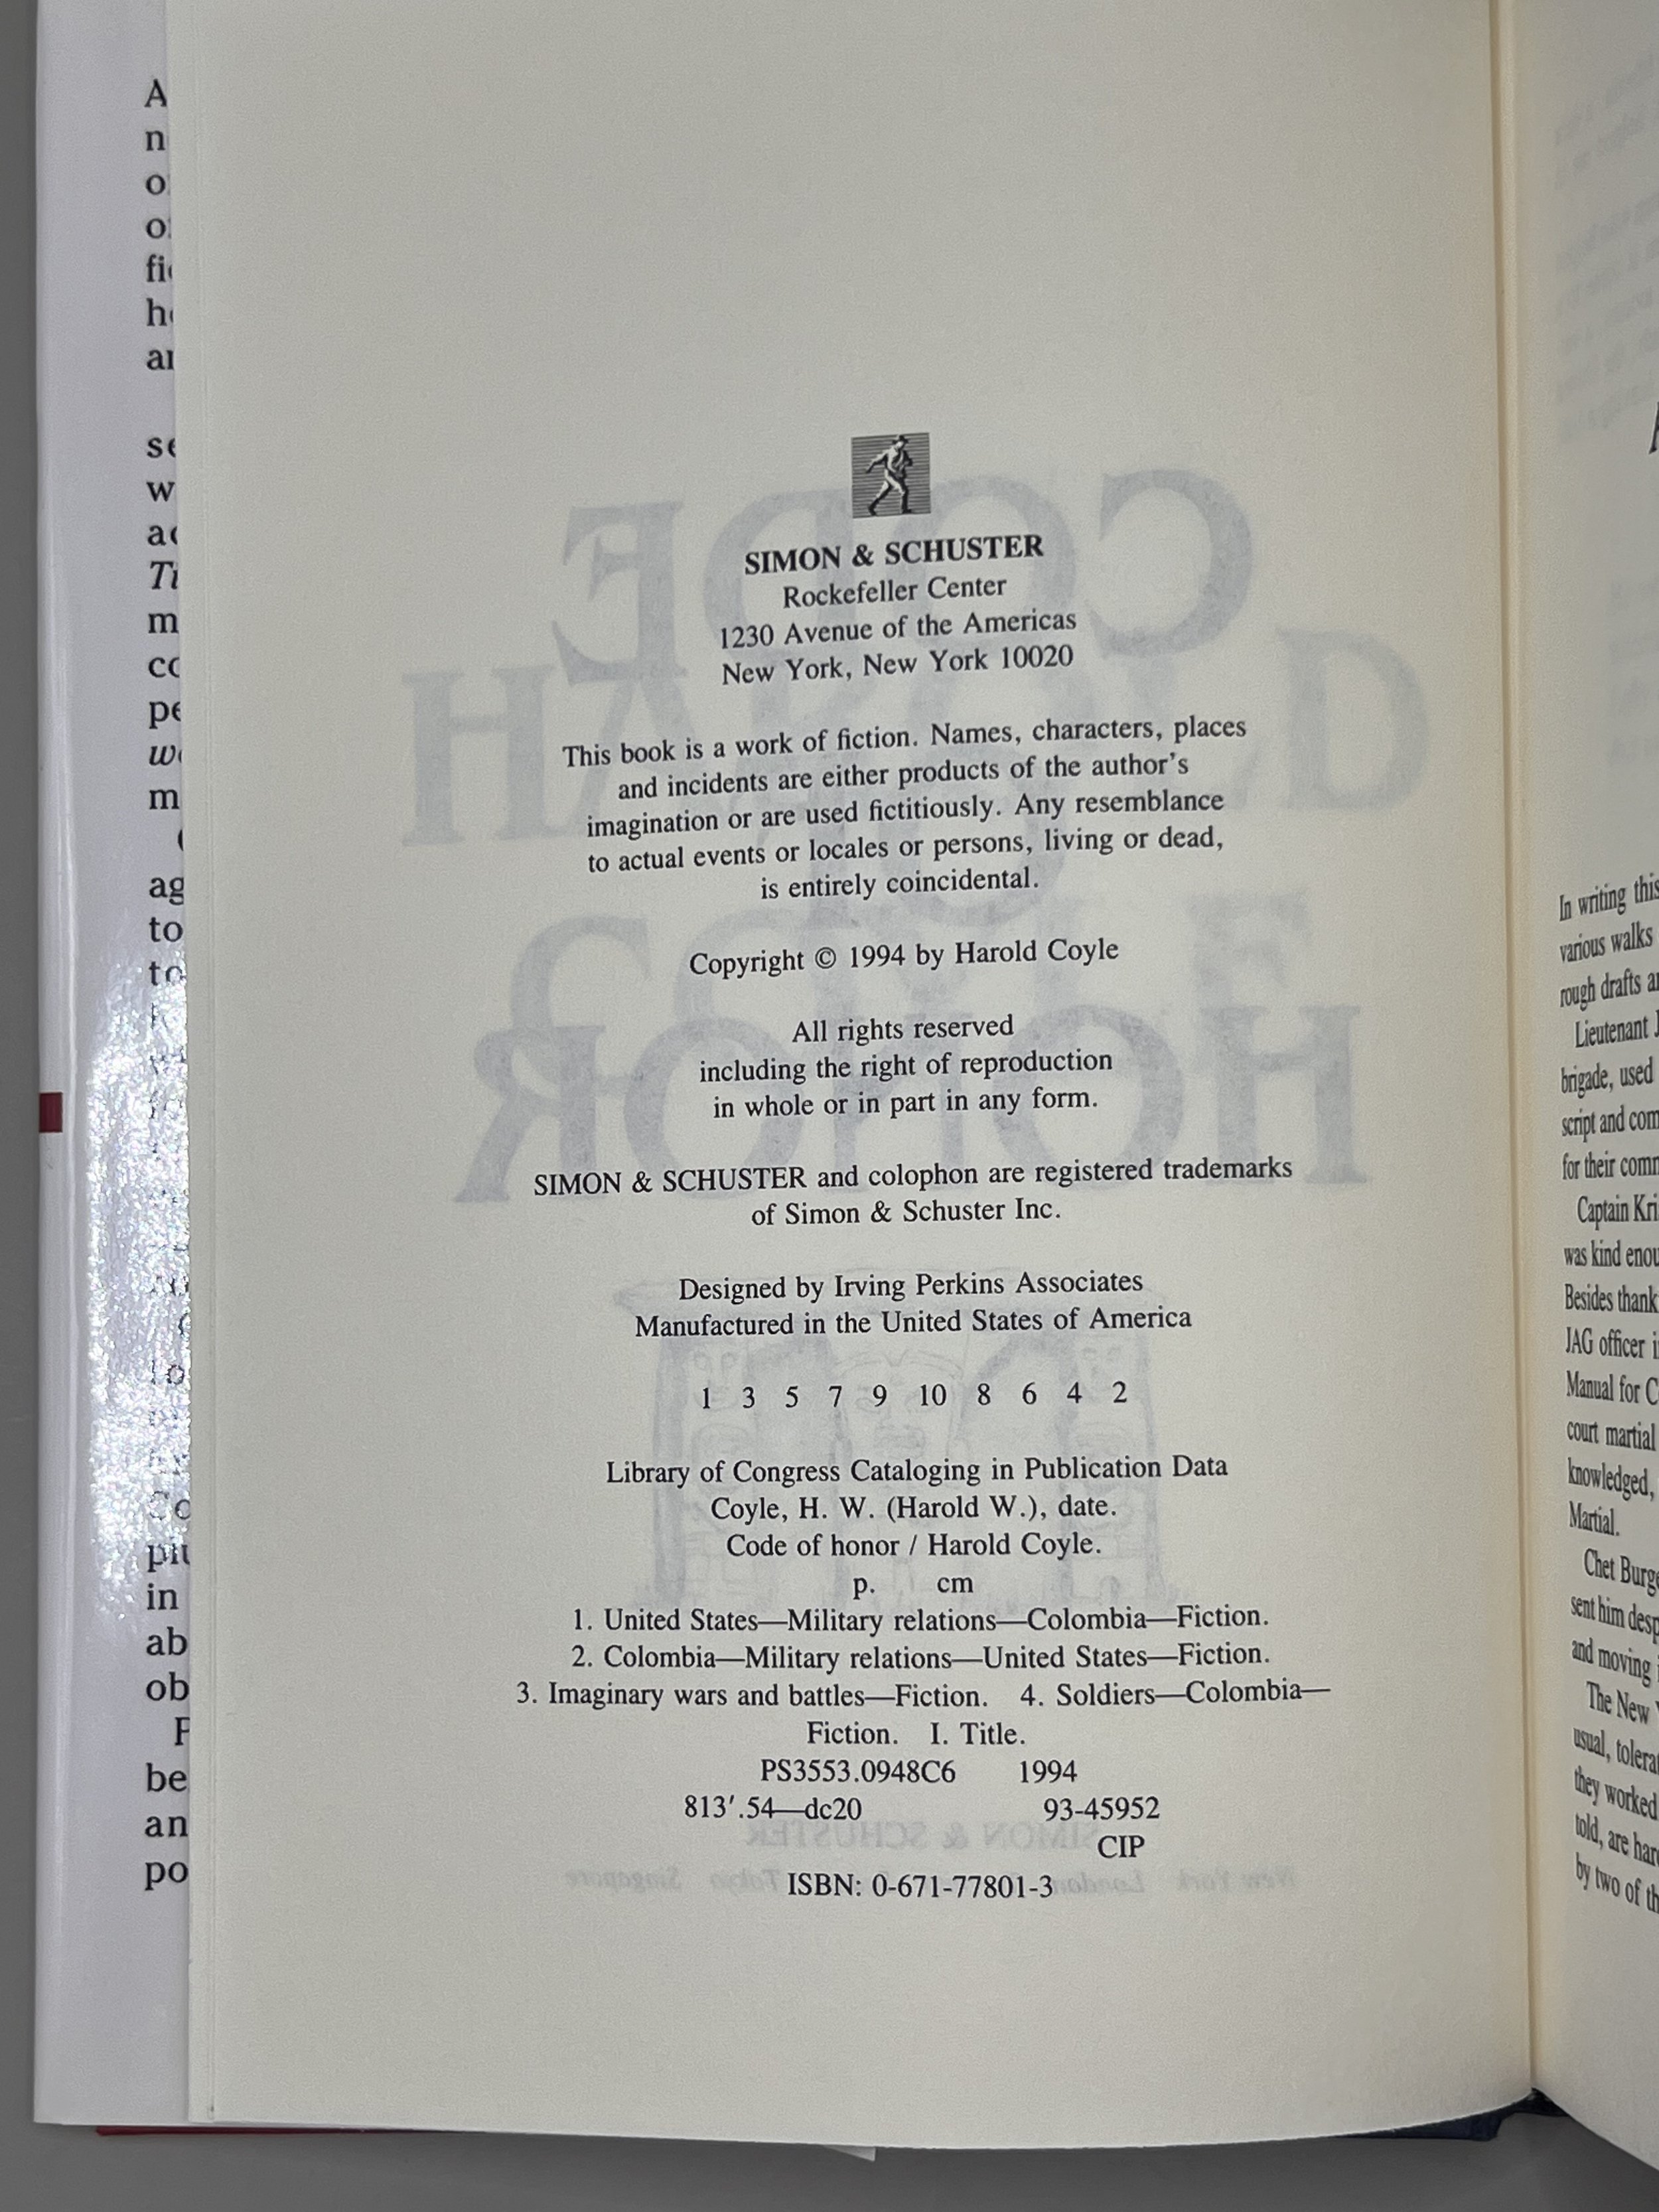 SIMON & SCHUSTER
Rockefeller Center
1230 Avenue of the Americas
New York, New York 10020
This book is a work of fiction. Names, characters, places
and incidents are either products of the author's
imagination or are used fictitiously. Any resemblance
to actual events or locales or persons, living or dead,
is entirely coincidental.
Copyright © 1994 by Harold Coyle
All rights reserved
including the right of reproduction
in whole or in part in any form.
SIMON & SCHUSTER and colophon are registered trademarks
of Simon & Schuster Inc.
Designed by Irving Perkins Associates
Manufactured in the United States of America
1 3 5 7 9 10 8 6 4 2
Library of Congress Cataloging in Publication Data
Coyle, H. W. (Harold W.), date.
Code of honor / Harold Coyle.
p. cm
1. United States—Military relations—Colombia—Fiction.
2. Colombia—Military relations—United States—Fiction.
3. Imaginary wars and battles—Fiction. 4. Soldiers—Colombia—
Fiction. I. Title.
PS3553.0948C6 1994
813'.54—dc20 93-45952
CIP
ISBN: 0-671-77801-3
In writing this
various walks
rough drafts
Lieutenant
brigade, used
script and
for their
Captain
was kind
Besides thank
JAG officer
Manual for
court martial
knowledged,
Martial.
Chet
sent him
and moving
The New
usual,
they worked
told, are
by two of